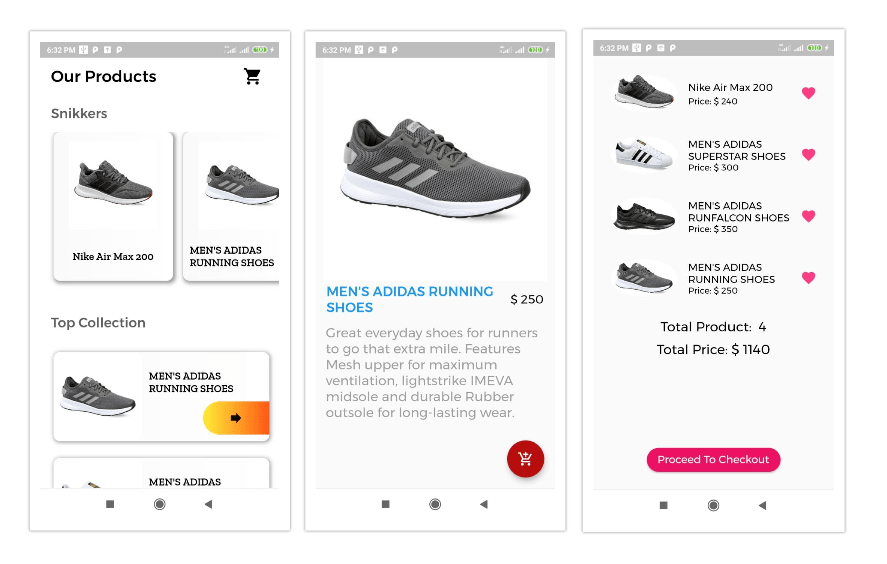 6:32 PM
Our Products
Snikkers
Nike Air Max 200
MEN'S ADIDAS
RUNNING SHOES
Top Collection
MEN'S ADIDAS
RUNNING SHOES
MEN'S ADIDAS
6:32 PM
MEN'S ADIDAS RUNNING
SHOES
$ 250
Great everyday shoes for runners
to go that extra mile. Features
Mesh upper for maximum
ventilation, lightstrike IMEVA
midsole and durable Rubber
outsole for long-lasting wear.
6:32 PM
Nike Air Max 200
Price: $ 240
MEN'S ADIDAS
SUPERSTAR SHOES
Price: $ 300
MEN'S ADIDAS
RUNFALCON SHOES
Price: $ 350
MEN'S ADIDAS
RUNNING SHOES
Price: $ 250
Total Product: 4
Total Price: $ 1140
Proceed To Checkout